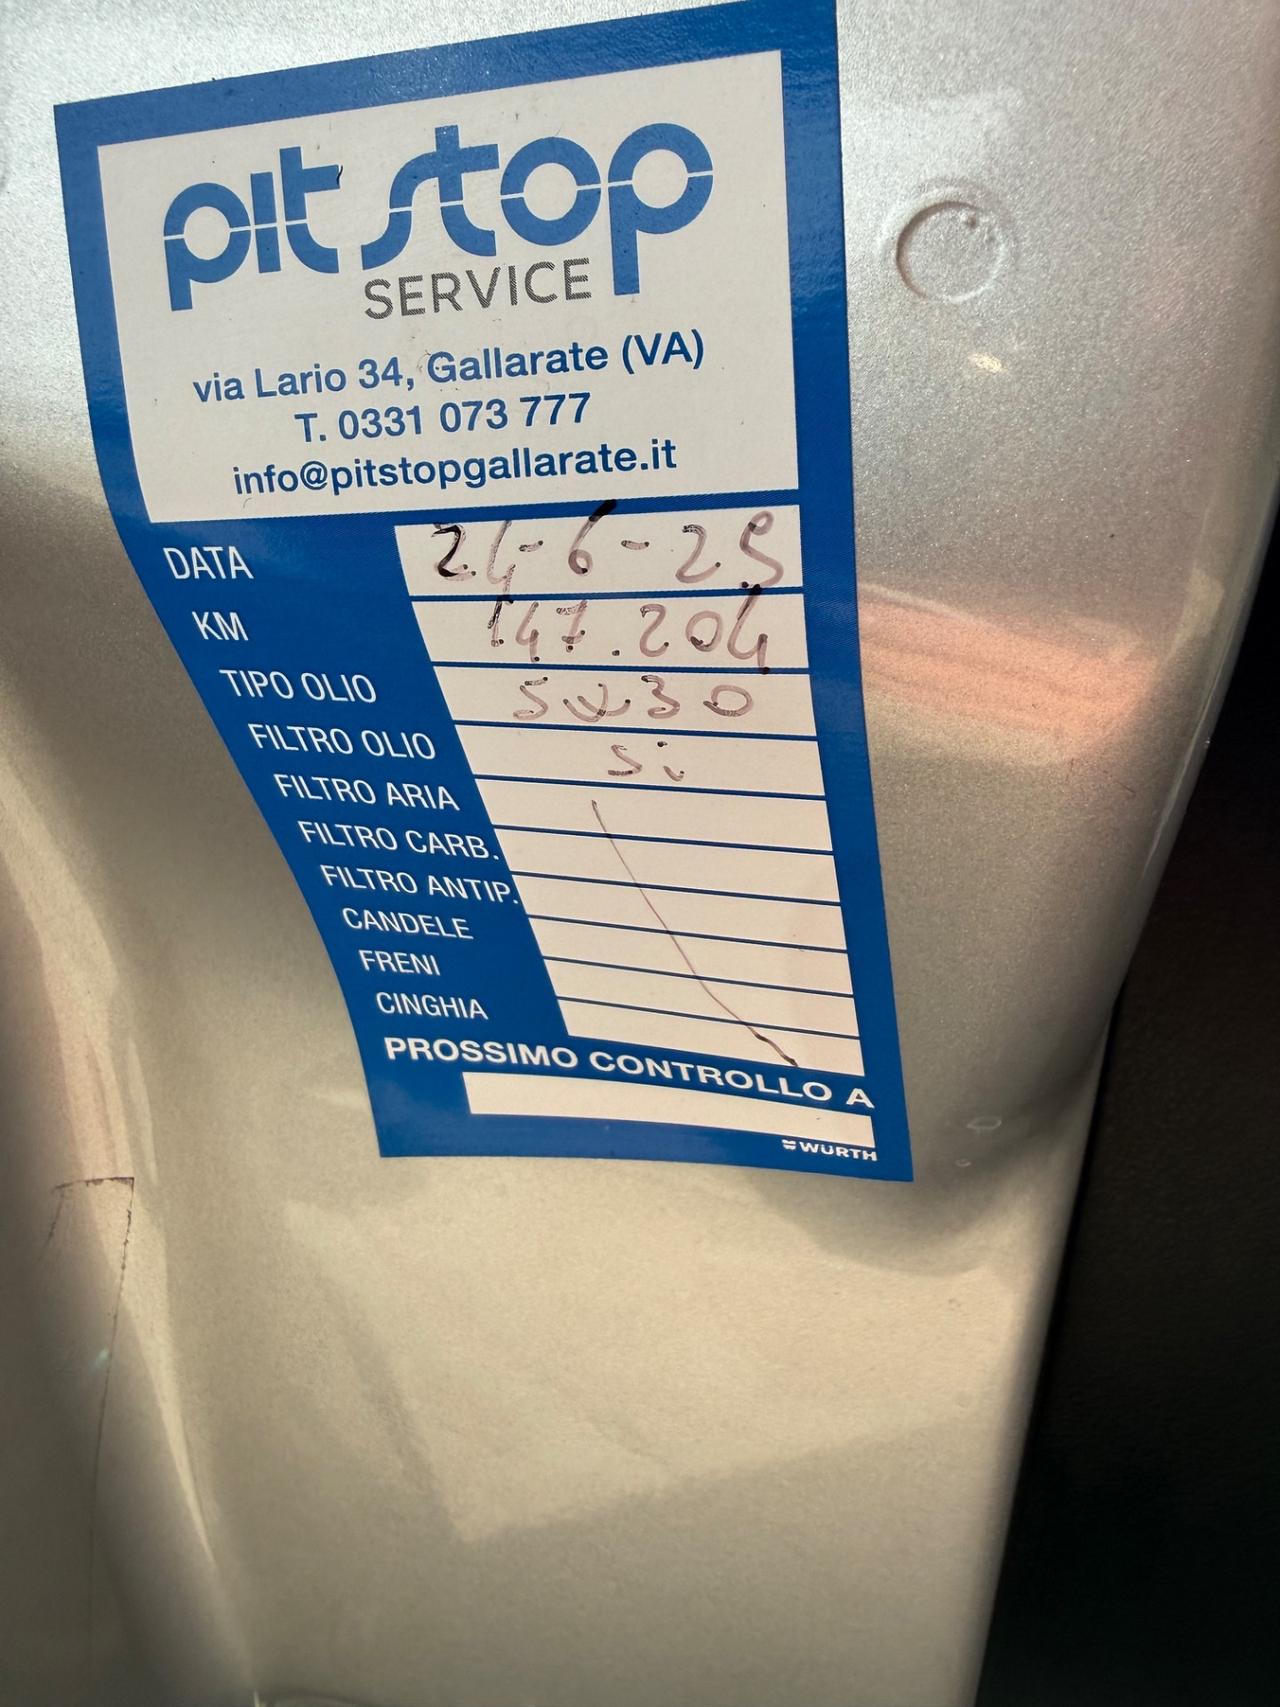 pit stop
SERVICE
via Lario 34, Gallarate (VA)
T. 0331 073 777
info@pitstopgallarate.it
DATA 24-6-25
KM 147.204
TIPO OLIO 5W30
FILTRO OLIO Si
FILTRO ARIA
FILTRO CARB.
FILTRO ANTIP.
CANDELE
FRENI
CINGHIA
PROSSIMO CONTROLLO A
WÜRTH